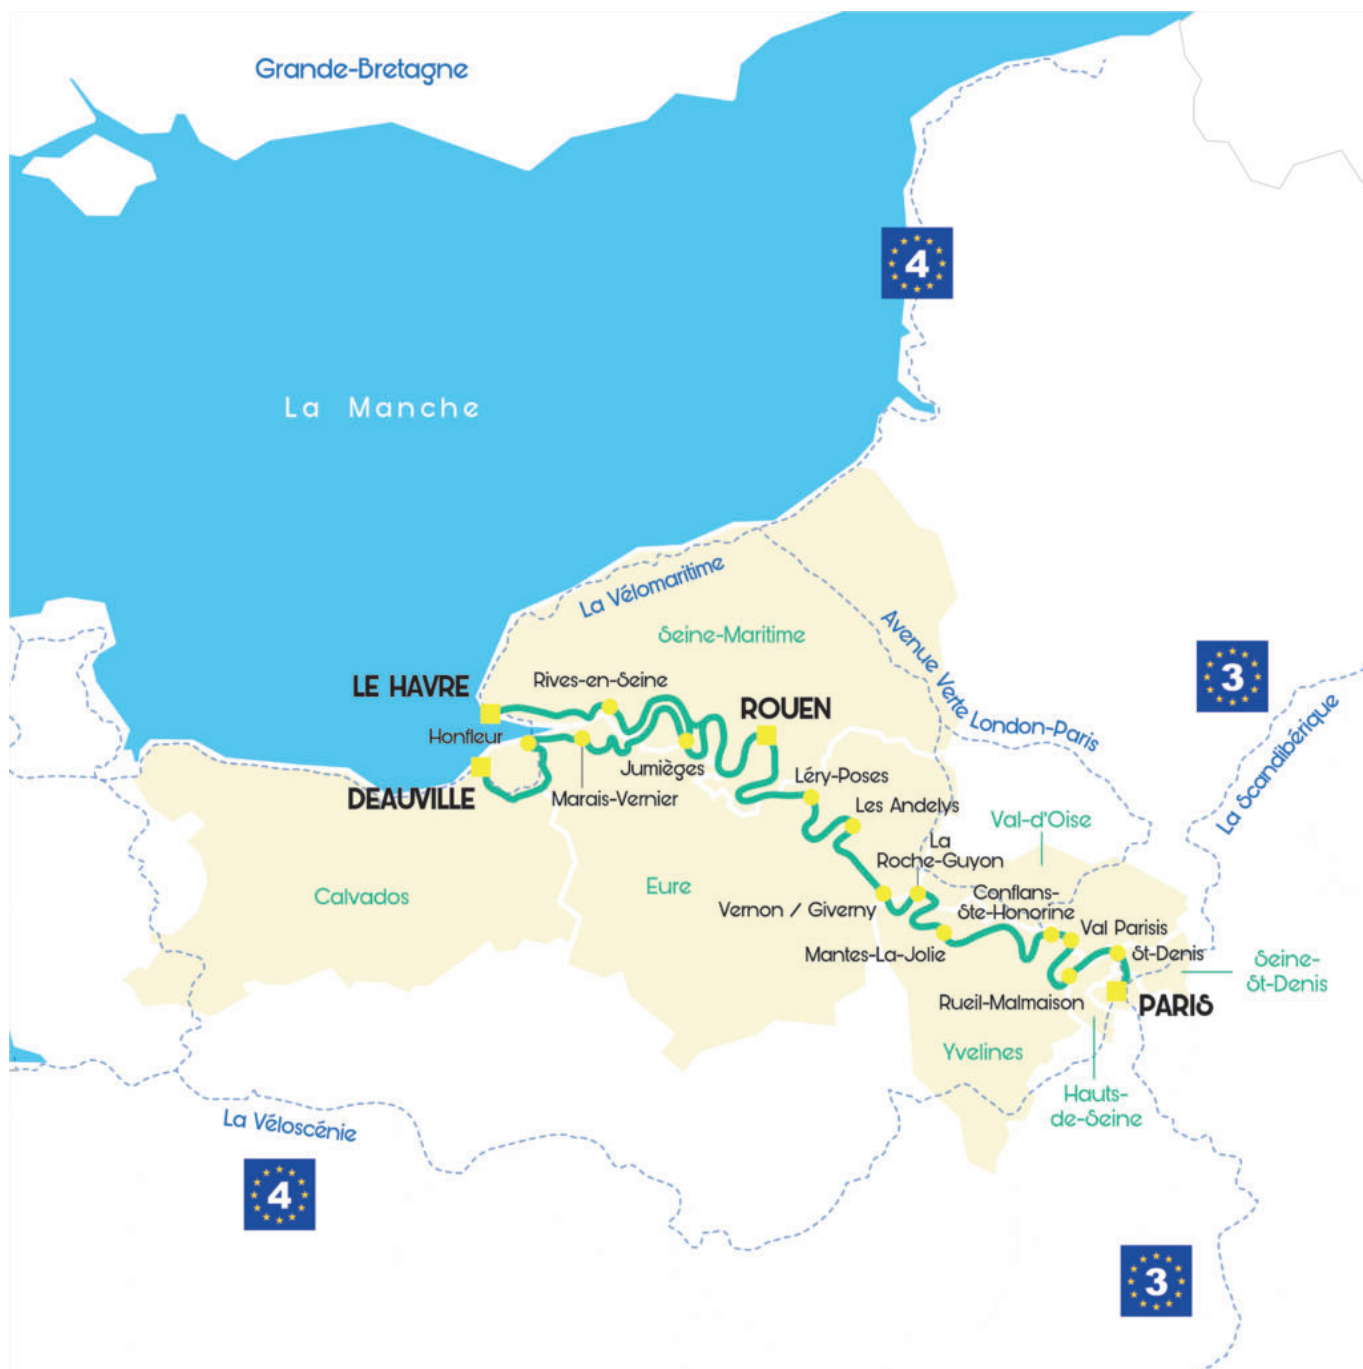 Grande-Bretagne
4
La Manche
La Vélomaritime
Seine-Maritime
Avenue Verte London-Paris
3
La Scandibérique
LE HAVRE
Rives-en-Seine
ROUEN
Honfleur
Jumièges
DEAUVILLE
Marais-Vernier
Léry-Poses
Les Andelys
Val-d'Oise
La
Roche-Guyon
Calvados
Eure
Vernon / Giverny
Conflans-
Ste-Honorine
Val Parisis
Mantes-La-Jolie
St-Denis
Seine-
St-Denis
Rueil-Malmaison
PARIS
Yvelines
Hauts-
de-Seine
La Véloscénie
4
3